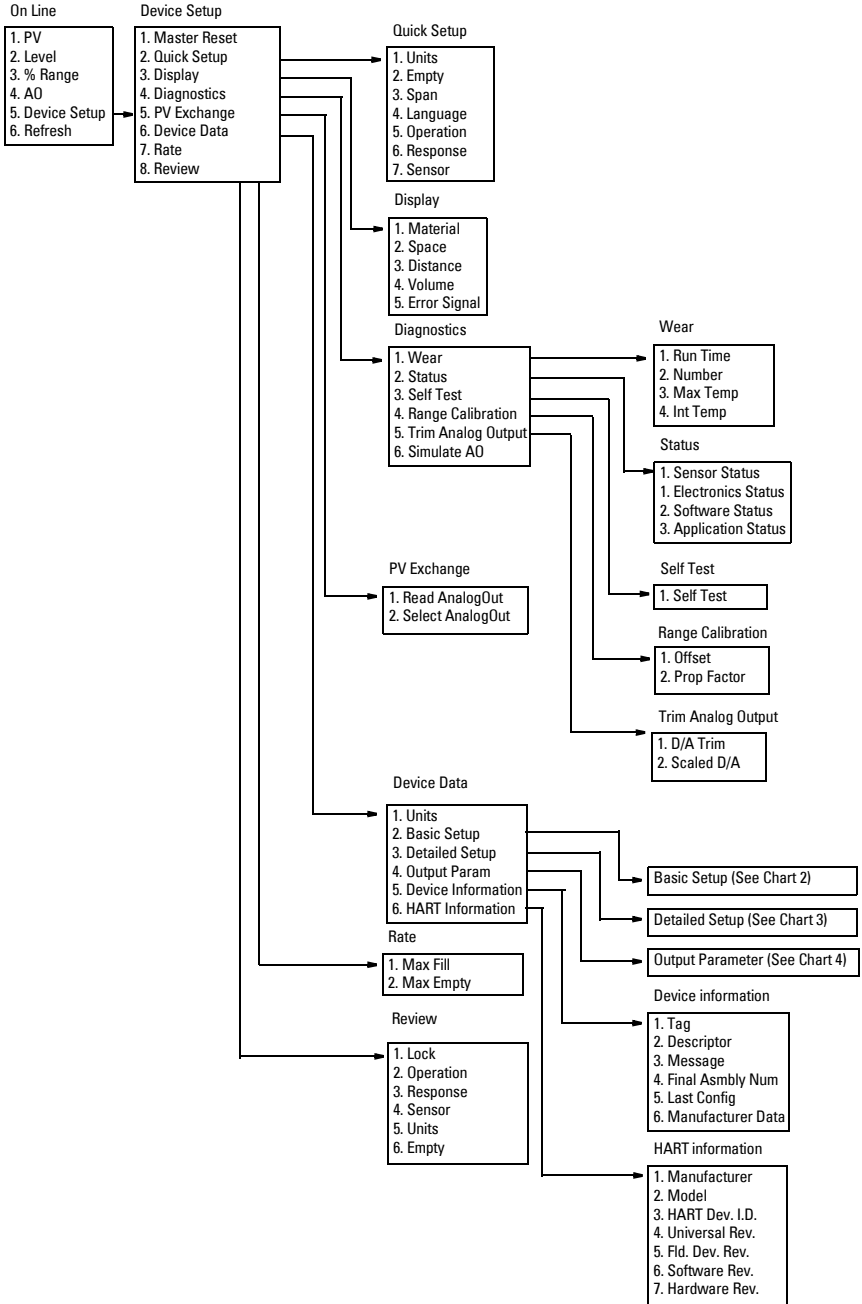 On Line
1. PV
2. Level
3. % Range
4. AO
5. Device Setup
6. Refresh
Device Setup
1. Master Reset
2. Quick Setup
3. Display
4. Diagnostics
5. PV Exchange
6. Device Data
7. Rate
8. Review
Quick Setup
1. Units
2. Empty
3. Span
4. Language
5. Operation
6. Response
7. Sensor
Display
1. Material
2. Space
3. Distance
4. Volume
5. Error Signal
Diagnostics
1. Wear
2. Status
3. Self Test
4. Range Calibration
5. Trim Analog Output
6. Simulate AO
Wear
1. Run Time
2. Number
3. Max Temp
4. Int Temp
Status
1. Sensor Status
1. Electronics Status
2. Software Status
3. Application Status
Self Test
1. Self Test
Range Calibration
1. Offset
2. Prop Factor
Trim Analog Output
1. D/A Trim
2. Scaled D/A
PV Exchange
1. Read AnalogOut
2. Select AnalogOut
Device Data
1. Units
2. Basic Setup
3. Detailed Setup
4. Output Param
5. Device Information
6. HART Information
Basic Setup (See Chart 2)
Detailed Setup (See Chart 3)
Output Parameter (See Chart 4)
Rate
1. Max Fill
2. Max Empty
Device information
1. Tag
2. Descriptor
3. Message
4. Final Asmbly Num
5. Last Config
6. Manufacturer Data
Review
1. Lock
2. Operation
3. Response
4. Sensor
5. Units
6. Empty
HART information
1. Manufacturer
2. Model
3. HART Dev. I.D.
4. Universal Rev.
5. Fld. Dev. Rev.
6. Software Rev.
7. Hardware Rev.